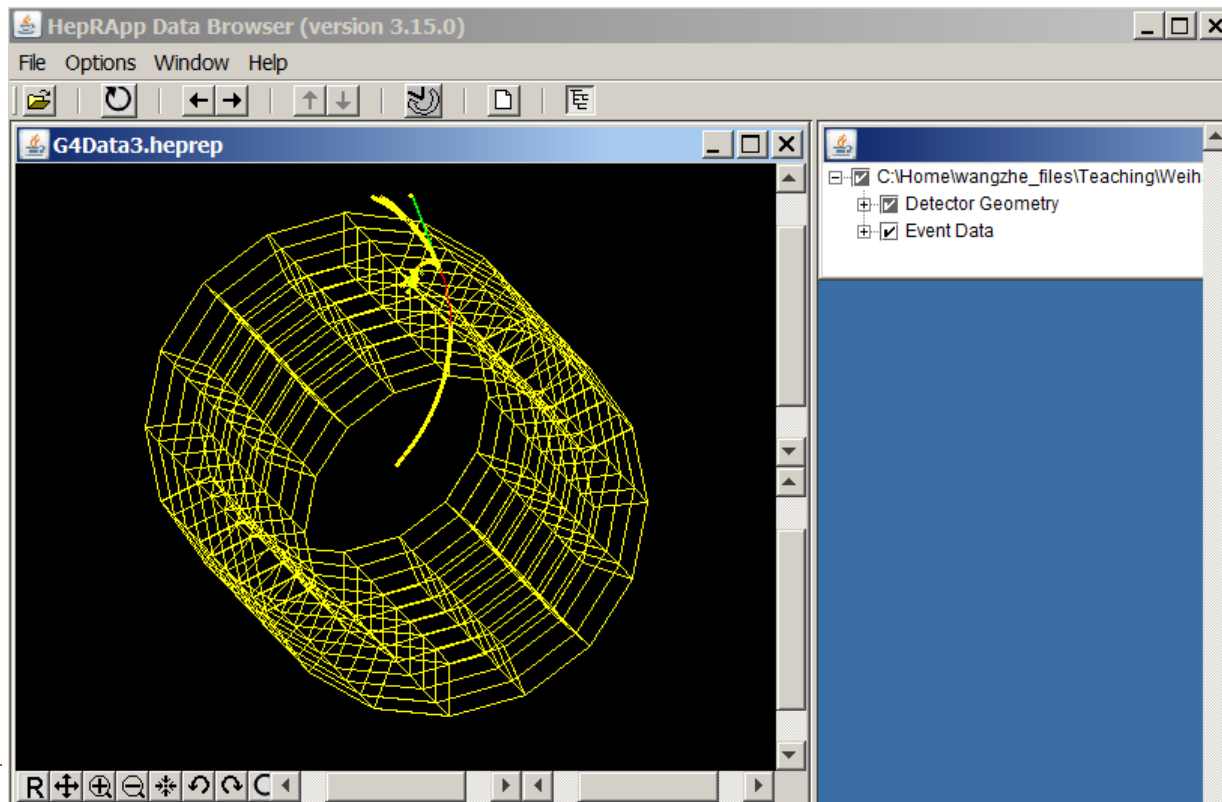 HepRApp Data Browser (version 3.15.0)
File Options Window Help
G4Data3.heprep
C:\Home\wangzhe_files\Teaching\Weih
Detector Geometry
Event Data
R